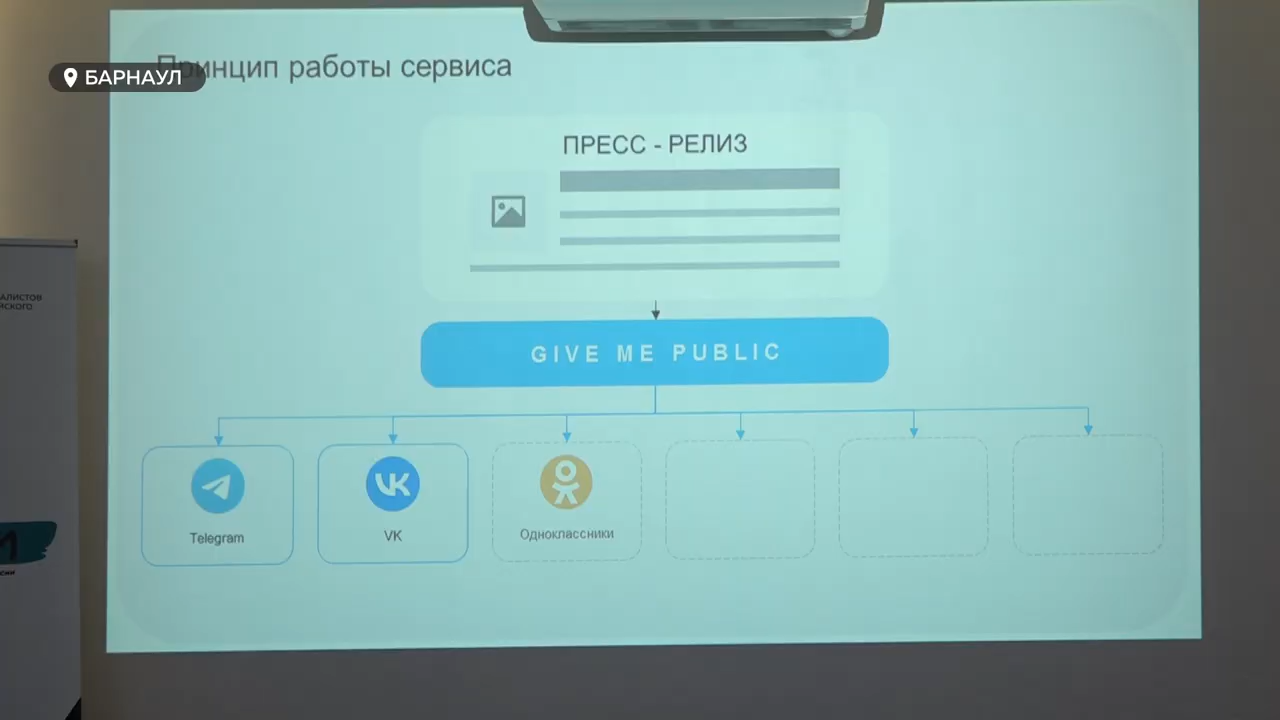 Принцип работы сервиса
БАРНАУЛ
ПРЕСС - РЕЛИЗ
GIVE ME PUBLIC
Telegram
VK
Одноклассники